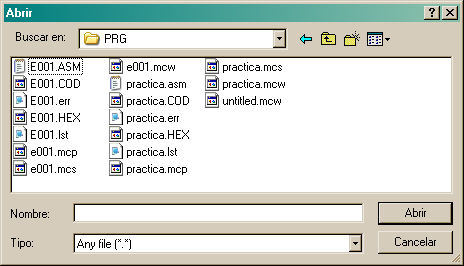 Abrir
Buscar en: PRG
E001.ASM
E001.COD
E001.err
E001.HEX
E001.lst
e001.mcp
e001.mcs
e001.mcw
practica.asm
practica.COD
practica.err
practica.HEX
practica.lst
practica.mcp
practica.mcs
practica.mcw
untitled.mcw
Nombre:
Abrir
Tipo: Any file (*.*)
Cancelar